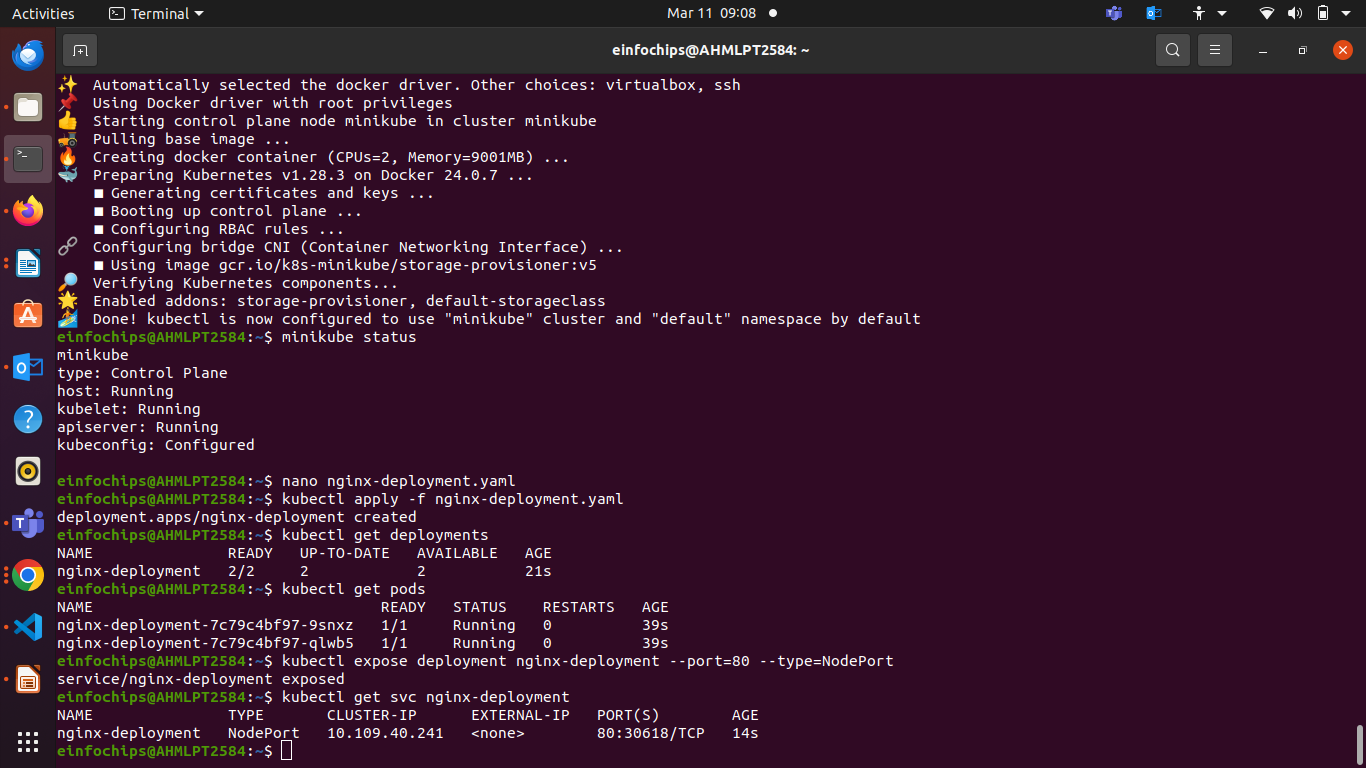 Activities Terminal Mar 11 09:08
einfochips@AHMLPT2584: ~
Automatically selected the docker driver. Other choices: virtualbox, ssh
Using Docker driver with root privileges
Starting control plane node minikube in cluster minikube
Pulling base image ...
Creating docker container (CPUs=2, Memory=9001MB) ...
Preparing Kubernetes v1.28.3 on Docker 24.0.7 ...
Generating certificates and keys ...
Booting up control plane ...
Configuring RBAC rules ...
Configuring bridge CNI (Container Networking Interface) ...
Using image gcr.io/k8s-minikube/storage-provisioner:v5
Verifying Kubernetes components...
Enabled addons: storage-provisioner, default-storageclass
Done! kubectl is now configured to use "minikube" cluster and "default" namespace by default
einfochips@AHMLPT2584:~$ minikube status
minikube
type: Control Plane
host: Running
kubelet: Running
apiserver: Running
kubeconfig: Configured
einfochips@AHMLPT2584:~$ nano nginx-deployment.yaml
einfochips@AHMLPT2584:~$ kubectl apply -f nginx-deployment.yaml
deployment.apps/nginx-deployment created
einfochips@AHMLPT2584:~$ kubectl get deployments
NAME READY UP-TO-DATE AVAILABLE AGE
nginx-deployment 2/2 2 2 21s
einfochips@AHMLPT2584:~$ kubectl get pods
NAME READY STATUS RESTARTS AGE
nginx-deployment-7c79c4bf97-9snxz 1/1 Running 0 39s
nginx-deployment-7c79c4bf97-qlwb5 1/1 Running 0 39s
einfochips@AHMLPT2584:~$ kubectl expose deployment nginx-deployment --port=80 --type=NodePort
service/nginx-deployment exposed
einfochips@AHMLPT2584:~$ kubectl get svc nginx-deployment
NAME TYPE CLUSTER-IP EXTERNAL-IP PORT(S) AGE
nginx-deployment NodePort 10.109.40.241 <none> 80:30618/TCP 14s
einfochips@AHMLPT2584:~$